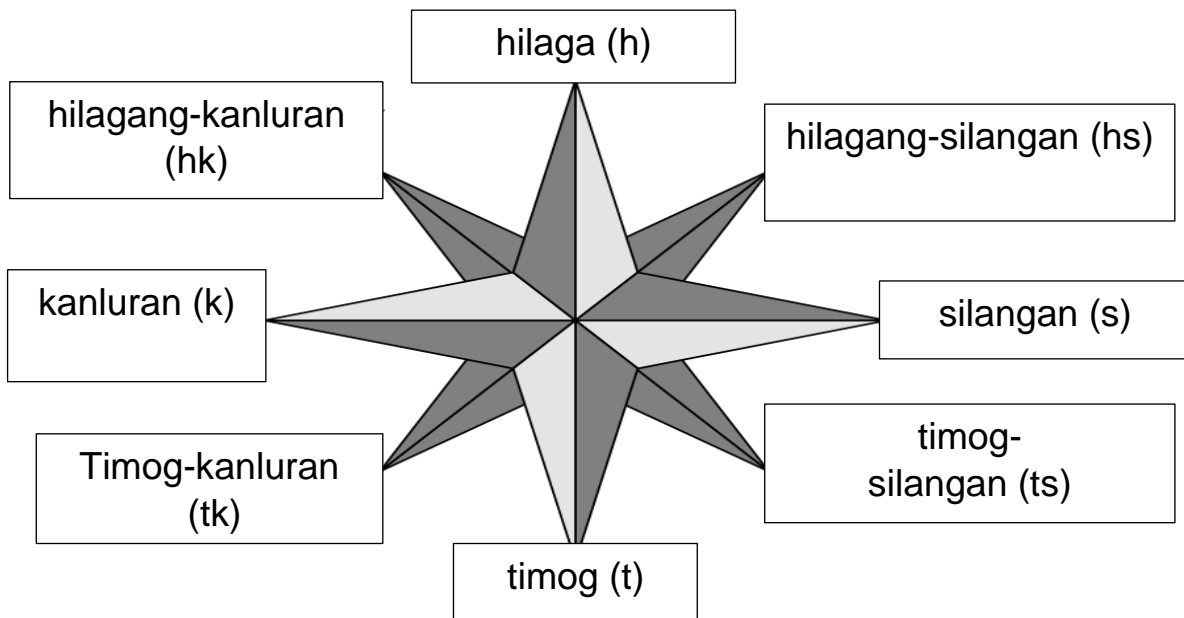 hilaga (h)
hilagang-kanluran
(hk)
hilagang-silangan (hs)
kanluran (k)
silangan (s)
Timog-kanluran
(tk)
timog-
silangan (ts)
timog (t)